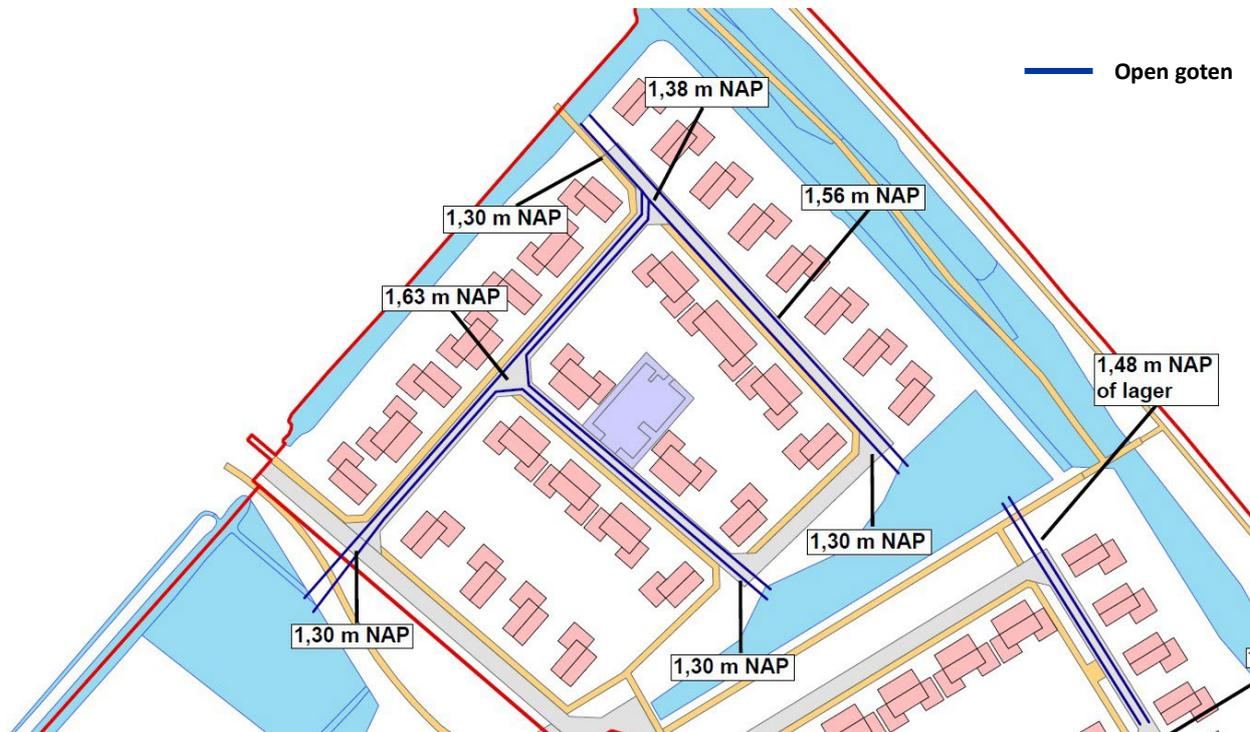 Open goten
1,38 m NAP
1,30 m NAP
1,56 m NAP
1,63 m NAP
1,48 m NAP
of lager
1,30 m NAP
1,30 m NAP
1,30 m NAP